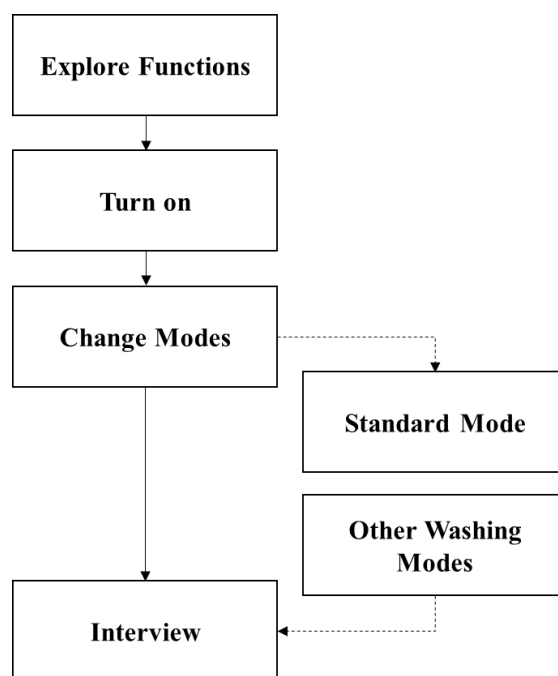 Explore Functions
Turn on
Change Modes
Standard Mode
Other Washing
Modes
Interview